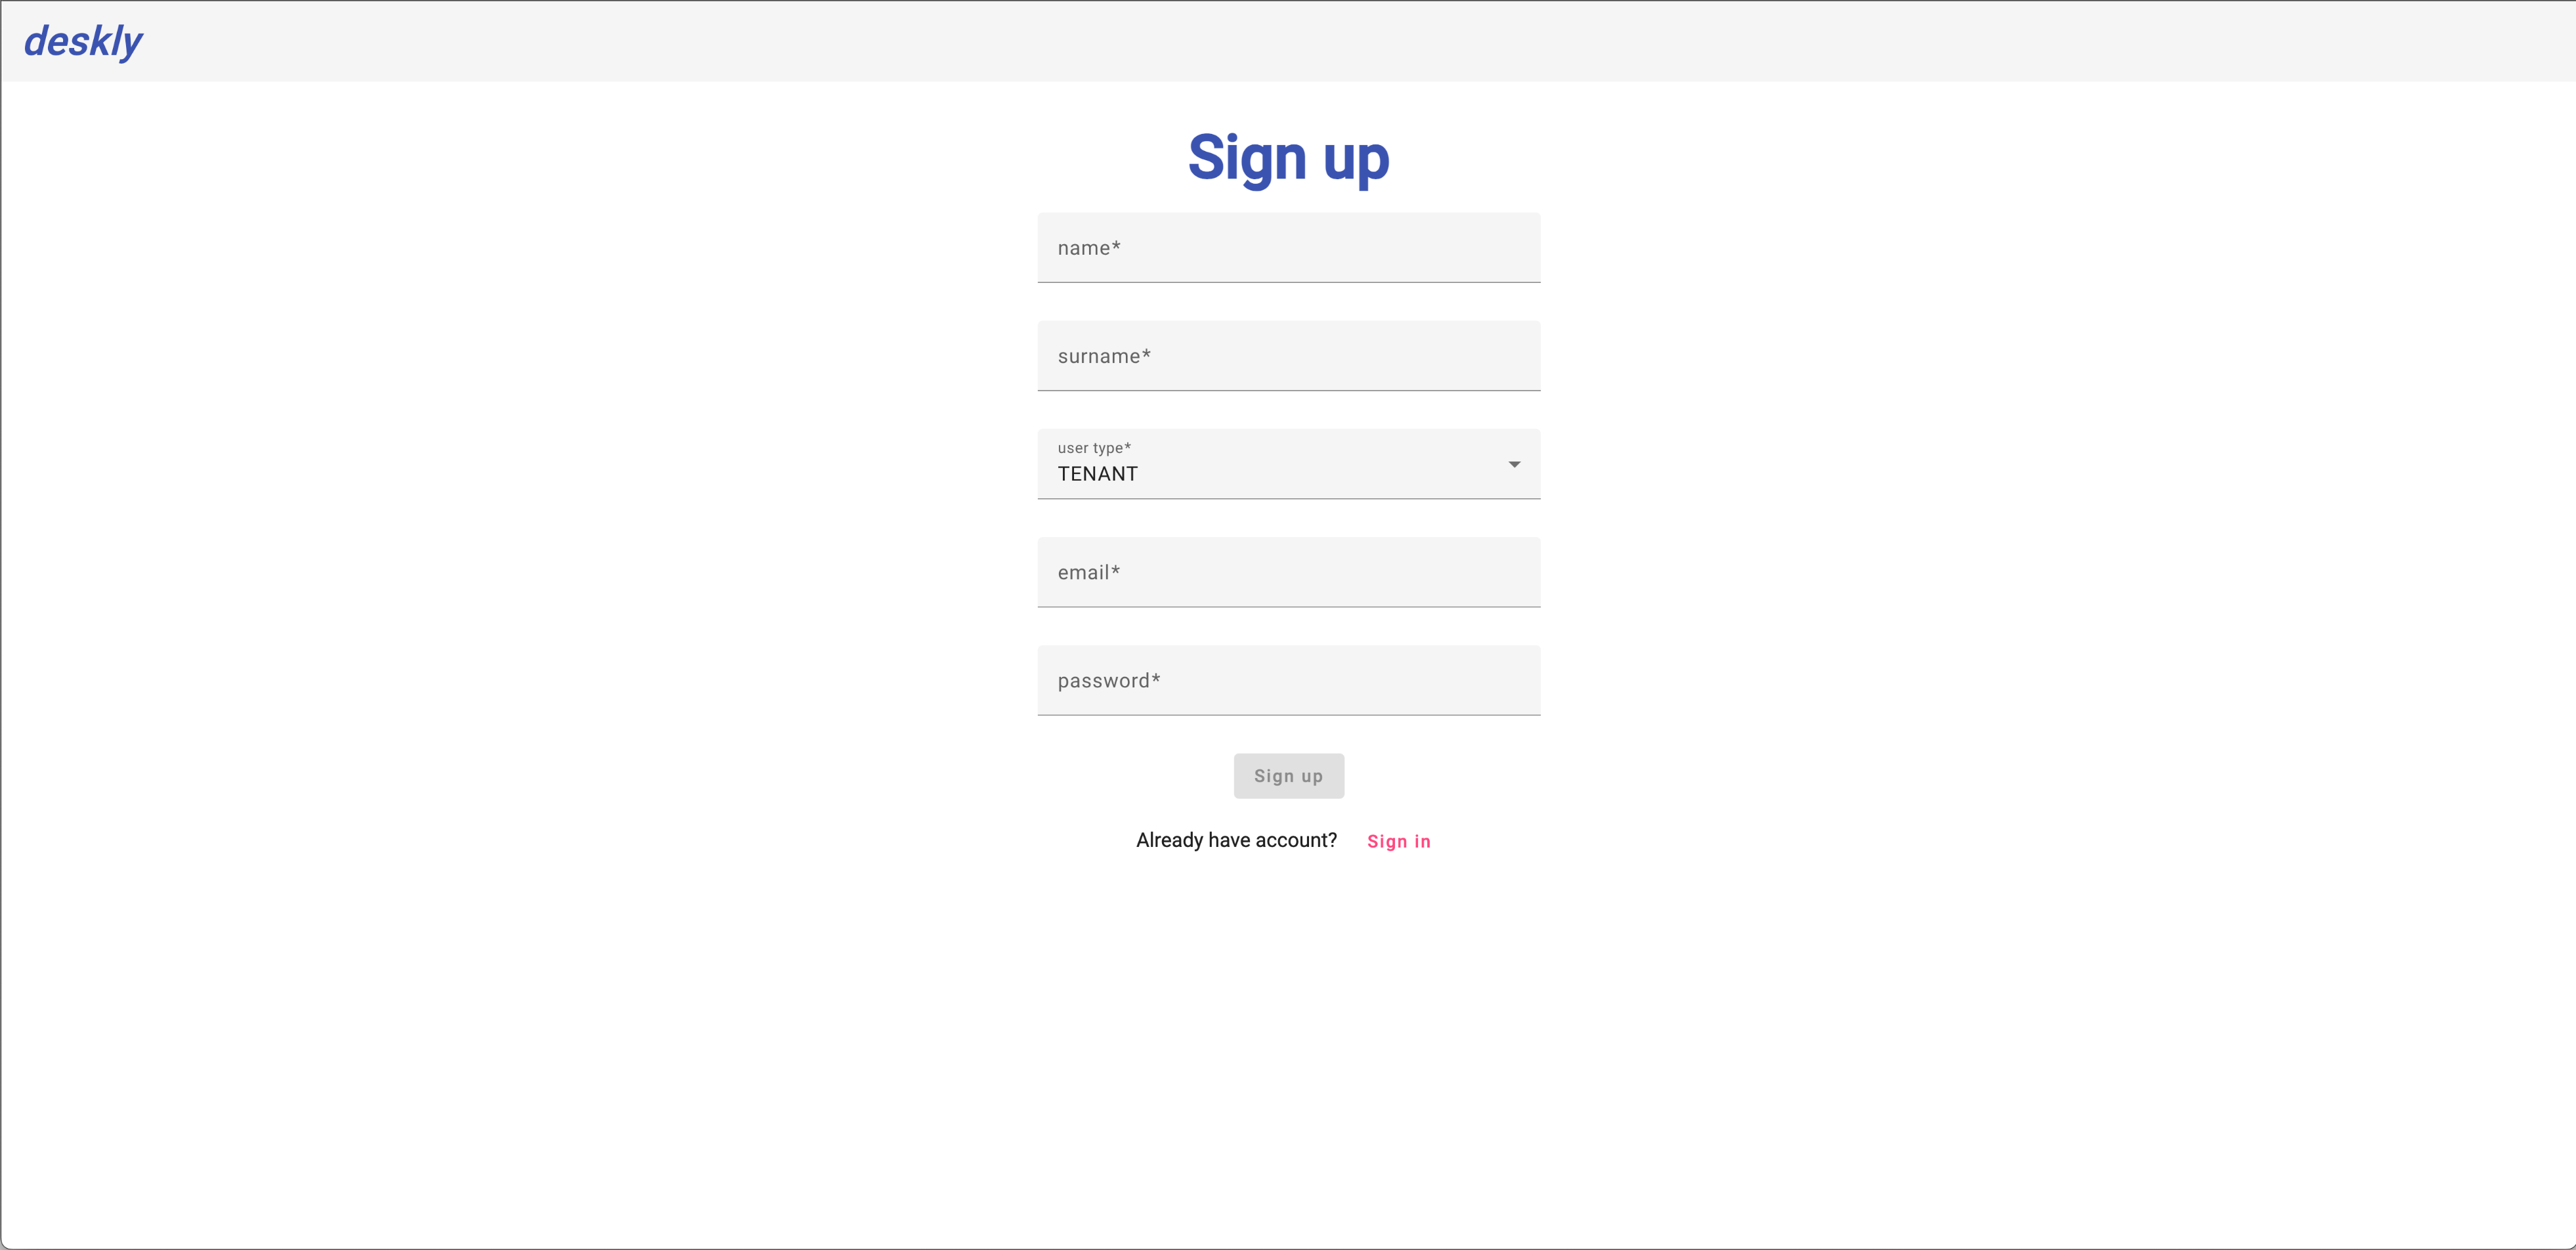 deskly
Sign up
name*
surname*
user type*
TENANT
email*
password*
Sign up
Already have account? Sign in